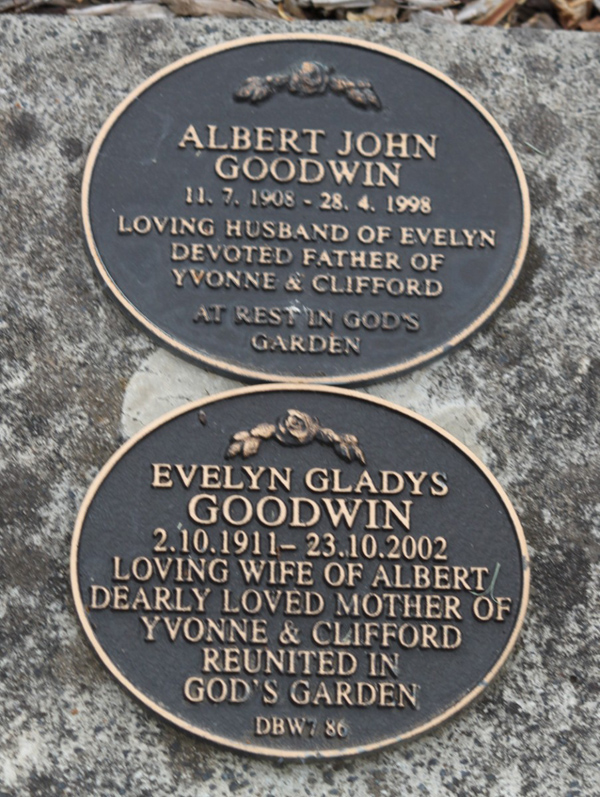 ALBERT JOHN
GOODWIN
11. 7. 1908 - 28. 4. 1998
LOVING HUSBAND OF EVELYN
DEVOTED FATHER OF
YVONNE & CLIFFORD
AT REST IN GOD'S
GARDEN
EVELYN GLADYS
GOODWIN
2.10.1911- 23.10.2002
LOVING WIFE OF ALBERT
DEARLY LOVED MOTHER OF
YVONNE & CLIFFORD
REUNITED IN
GOD'S GARDEN
DBW7 86